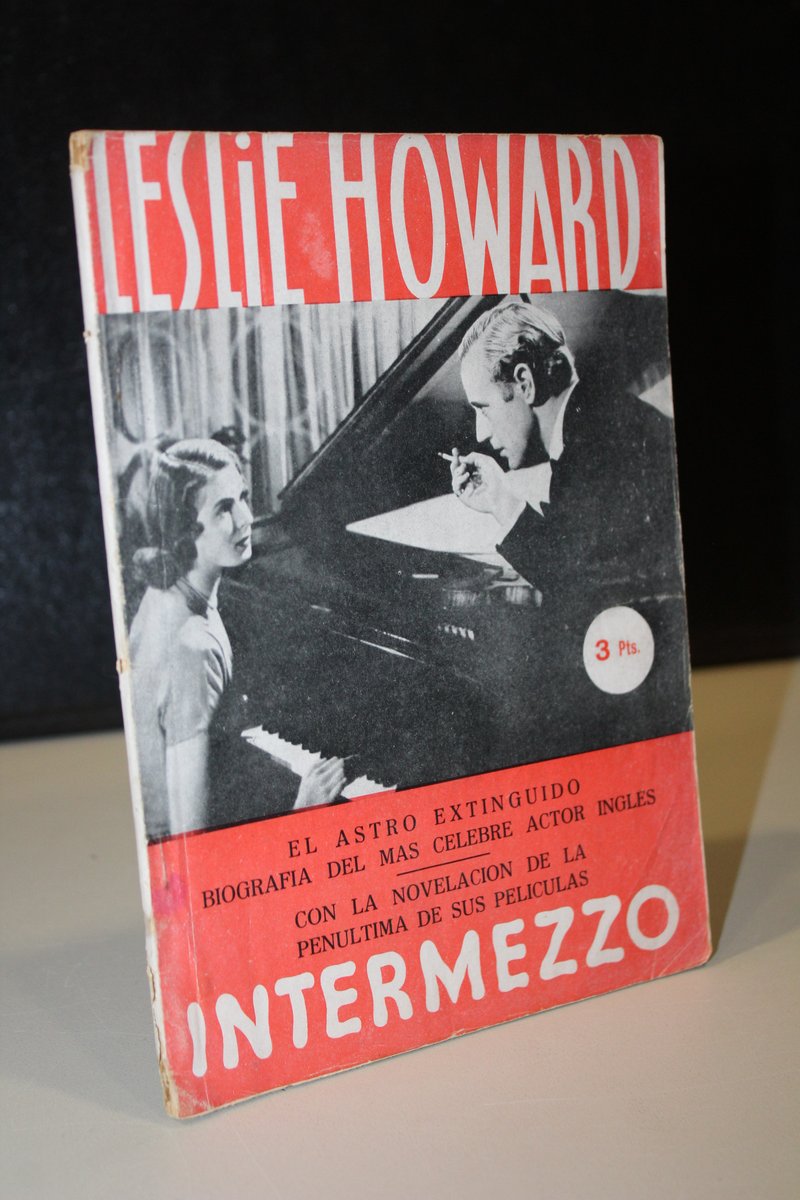 LESLiE HOWARD
3 Pts.
EL ASTRO EXTINGUIDO
BIOGRAFIA DEL MAS CELEBRE ACTOR INGLES
CON LA NOVELACION DE LA
PENULTIMA DE SUS PELICULAS
INTERMEZZO